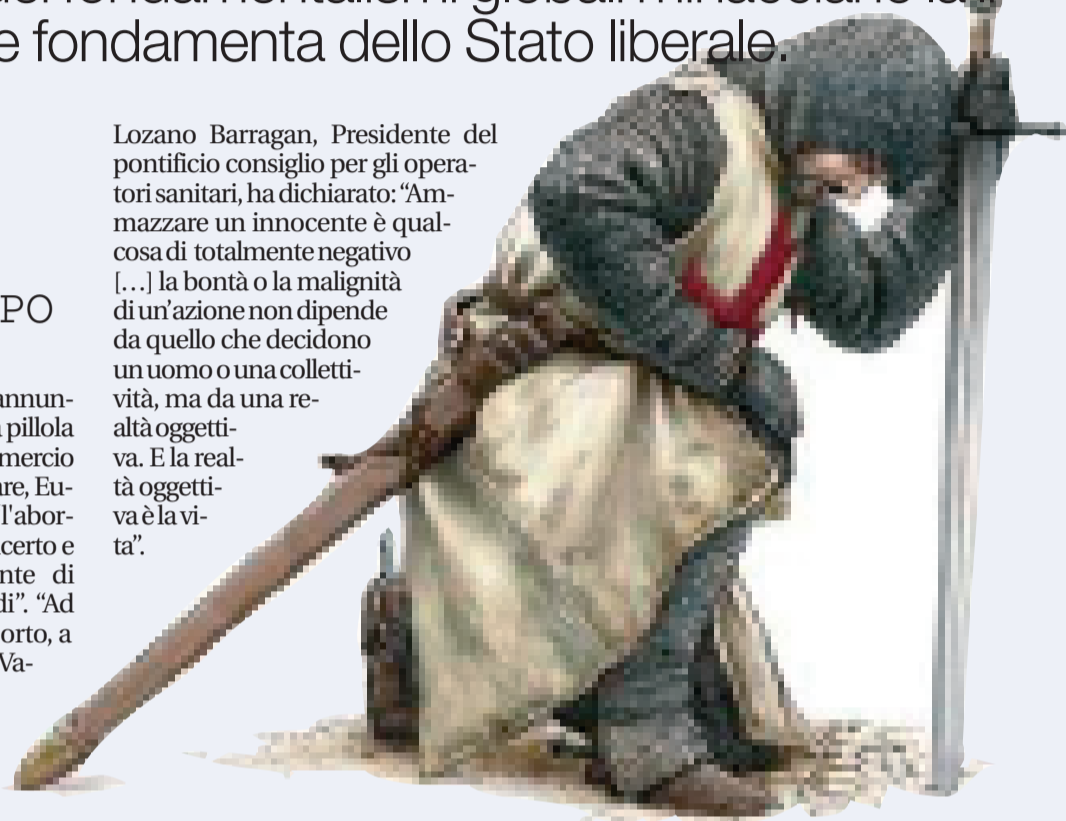 e fondamenta dello Stato liberale.
PO
annun-
pillola
mercio
are, Eu-
l'abor-
certo e
nte di
di”. “Ad
orto, a
Va-
Lozano Barragan, Presidente del
pontificio consiglio per gli opera-
tori sanitari, ha dichiarato: “Am-
mazzare un innocente è qual-
cosa di totalmente negativo
[…] la bontà o la malignità
di un’azione non dipende
da quello che decidono
un uomo o una colletti-
vità, ma da una re-
altà oggetti-
va. E la real-
tà oggetti-
va è la vi-
ta”.